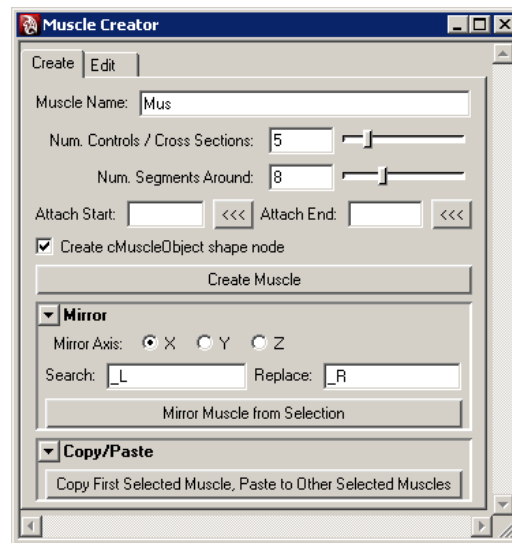 Muscle Creator
Create Edit
Muscle Name: Mus
Num. Controls / Cross Sections: 5
Num. Segments Around: 8
Attach Start: <<< Attach End: <<<
Create cMuscleObject shape node
Create Muscle
Mirror
Mirror Axis: X Y Z
Search: _L Replace: _R
Mirror Muscle from Selection
Copy/Paste
Copy First Selected Muscle, Paste to Other Selected Muscles